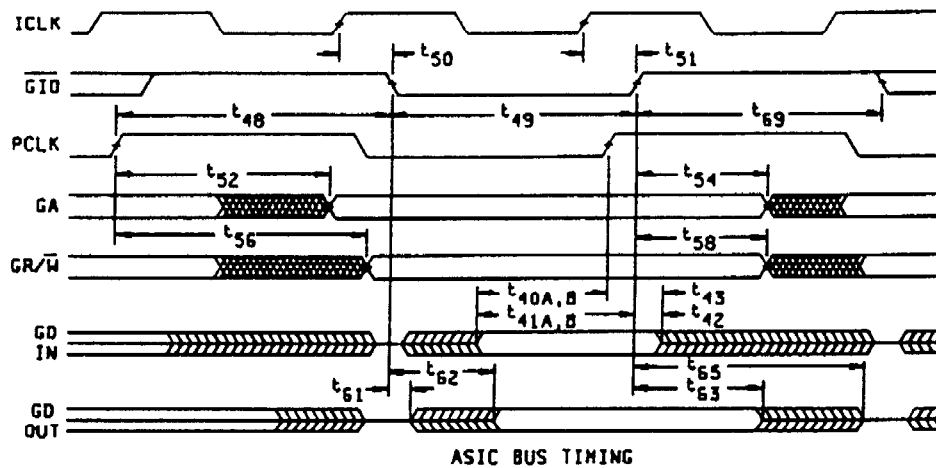 ICLK
t50
t51
GIO
t48
t49
t69
PCLK
t52
t54
GA
t56
t58
GR/W
t40A,B
t43
t41A,B
t42
GD
IN
t62
t65
t61
t63
GD
OUT
ASIC BUS TIMING